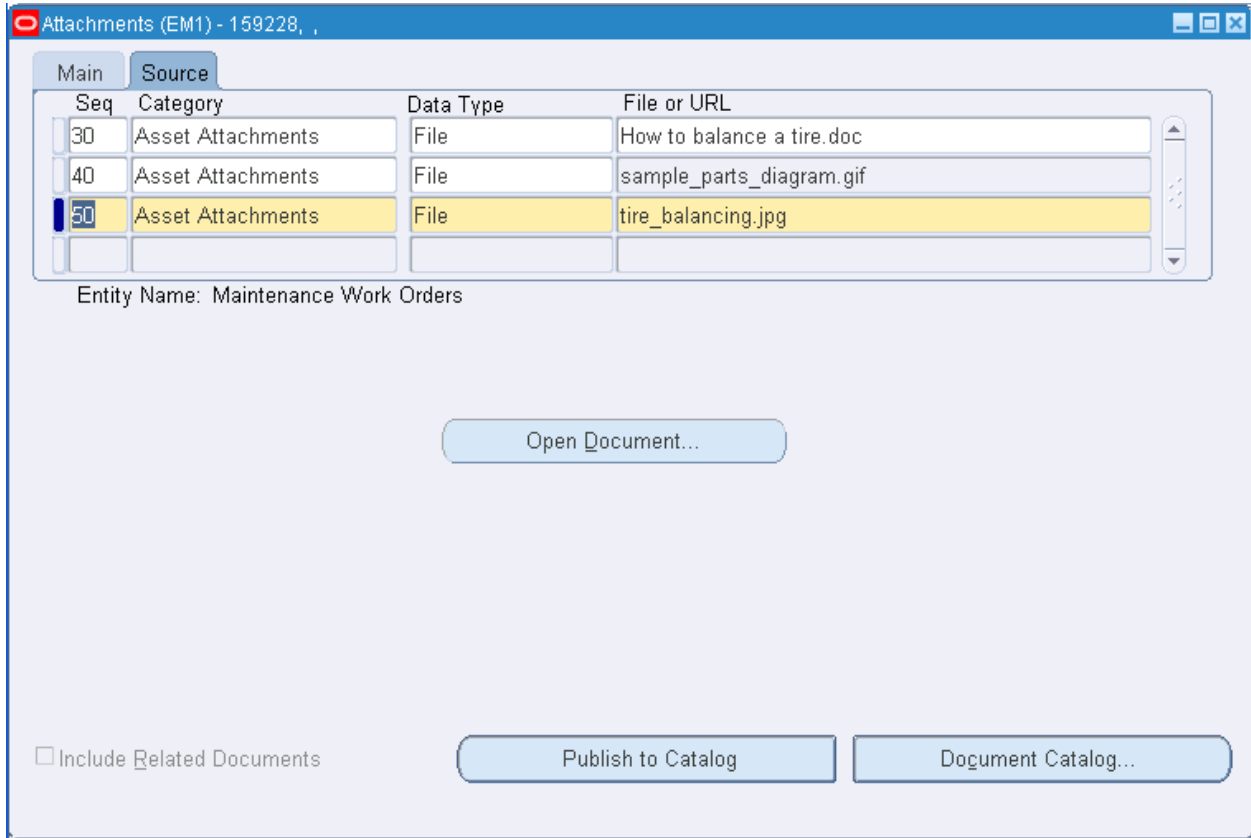 Attachments (EM1) - 159228, ,
Main Source
Seq Category Data Type File or URL
30 Asset Attachments File How to balance a tire.doc
40 Asset Attachments File sample_parts_diagram.gif
50 Asset Attachments File tire_balancing.jpg
Entity Name: Maintenance Work Orders
Open Document...
Include Related Documents Publish to Catalog Document Catalog...